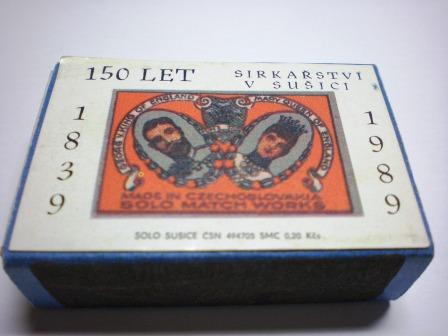 150 LET
SIRKAŘSTVÍ
V SUŠICI
1839
1989
GEORG V KING OF ENGLAND
MARY QUEEN OF ENGLAND
MADE IN CZECHOSLOVAKIA
SOLO MATCH WORKS
SOLO SUŠICE ČSN 494705 SMC 0,20 Kčs